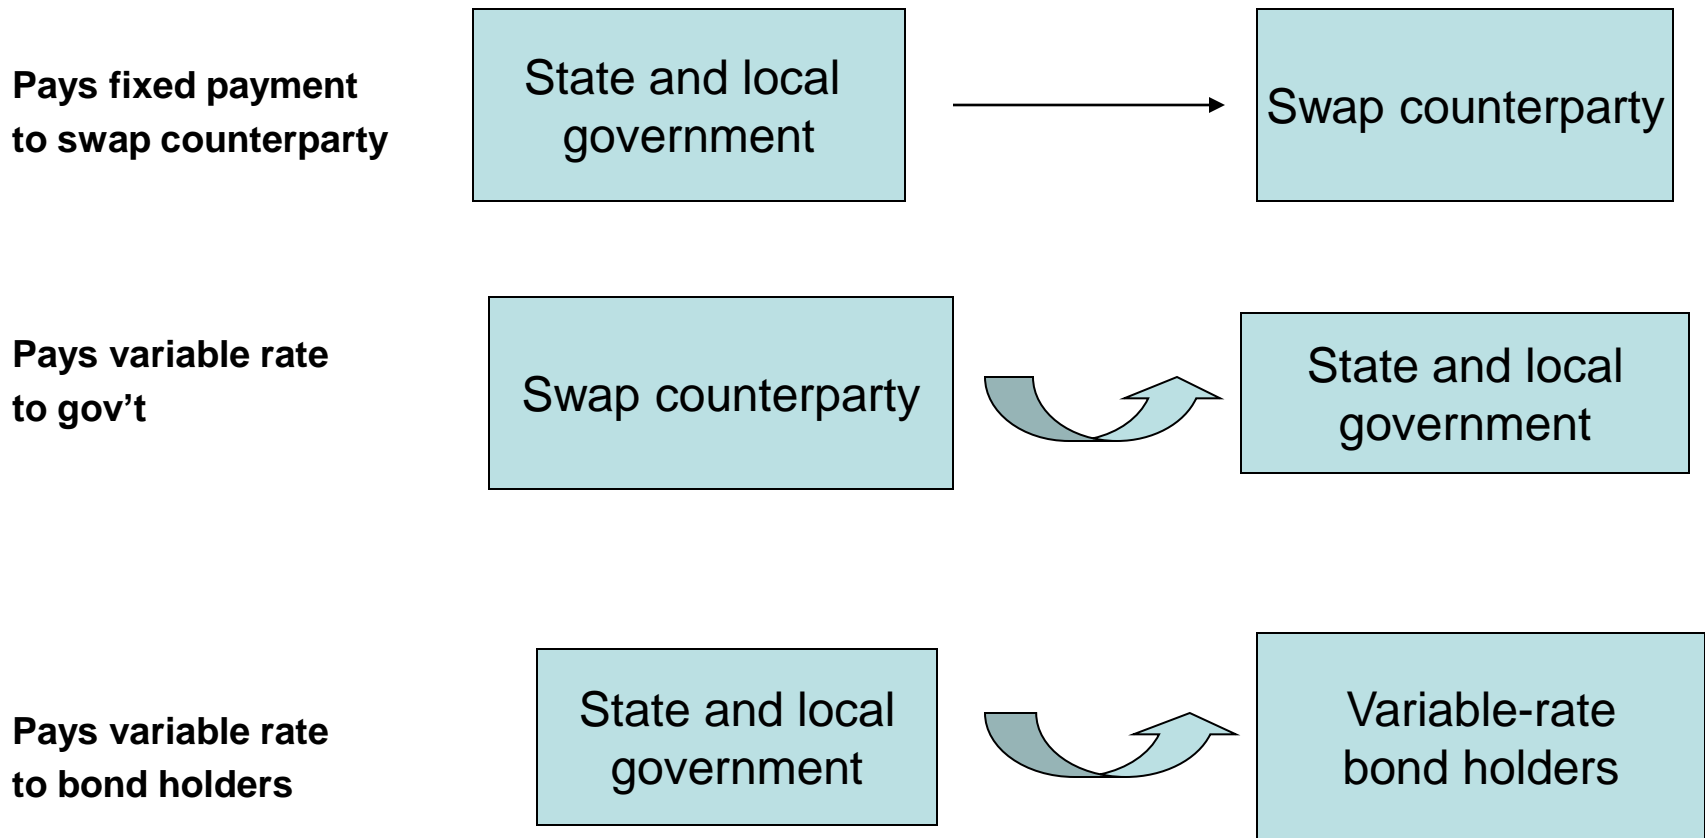 Pays fixed payment
to swap counterparty
State and local
government
Swap counterparty
Pays variable rate
to gov’t
Swap counterparty
State and local
government
Pays variable rate
to bond holders
State and local
government
Variable-rate
bond holders